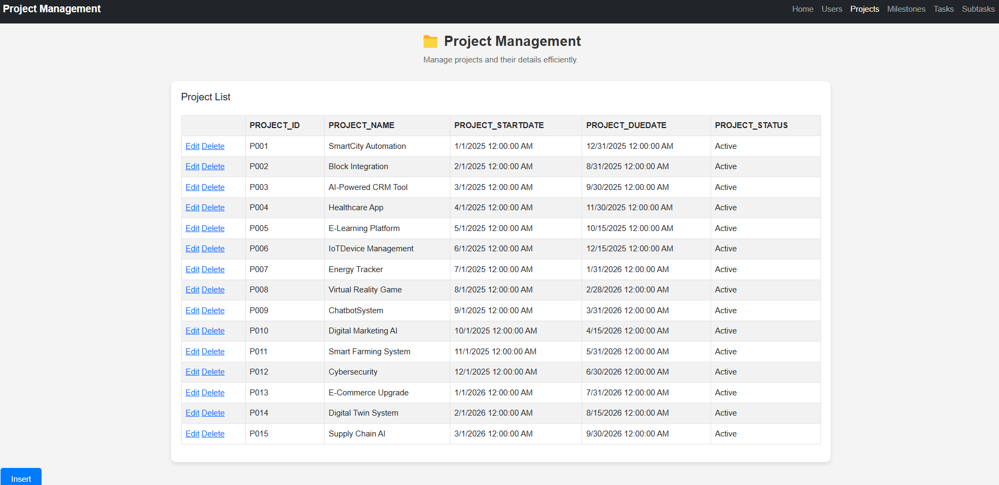 Project Management
Home Users Projects Milestones Tasks Subtasks
Project Management
Manage projects and their details efficiently.
Project List
PROJECT_ID PROJECT_NAME PROJECT_STARTDATE PROJECT_DUEDATE PROJECT_STATUS
Edit Delete P001 SmartCity Automation 1/1/2025 12:00:00 AM 12/31/2025 12:00:00 AM Active
Edit Delete P002 Block Integration 2/1/2025 12:00:00 AM 8/31/2025 12:00:00 AM Active
Edit Delete P003 AI-Powered CRM Tool 3/1/2025 12:00:00 AM 9/30/2025 12:00:00 AM Active
Edit Delete P004 Healthcare App 4/1/2025 12:00:00 AM 11/30/2025 12:00:00 AM Active
Edit Delete P005 E-Learning Platform 5/1/2025 12:00:00 AM 10/15/2025 12:00:00 AM Active
Edit Delete P006 IoTDevice Management 6/1/2025 12:00:00 AM 12/15/2025 12:00:00 AM Active
Edit Delete P007 Energy Tracker 7/1/2025 12:00:00 AM 1/31/2026 12:00:00 AM Active
Edit Delete P008 Virtual Reality Game 8/1/2025 12:00:00 AM 2/28/2026 12:00:00 AM Active
Edit Delete P009 ChatbotSystem 9/1/2025 12:00:00 AM 3/31/2026 12:00:00 AM Active
Edit Delete P010 Digital Marketing AI 10/1/2025 12:00:00 AM 4/15/2026 12:00:00 AM Active
Edit Delete P011 Smart Farming System 11/1/2025 12:00:00 AM 5/31/2026 12:00:00 AM Active
Edit Delete P012 Cybersecurity 12/1/2025 12:00:00 AM 6/30/2026 12:00:00 AM Active
Edit Delete P013 E-Commerce Upgrade 1/1/2026 12:00:00 AM 7/31/2026 12:00:00 AM Active
Edit Delete P014 Digital Twin System 2/1/2026 12:00:00 AM 8/15/2026 12:00:00 AM Active
Edit Delete P015 Supply Chain AI 3/1/2026 12:00:00 AM 9/30/2026 12:00:00 AM Active
Insert